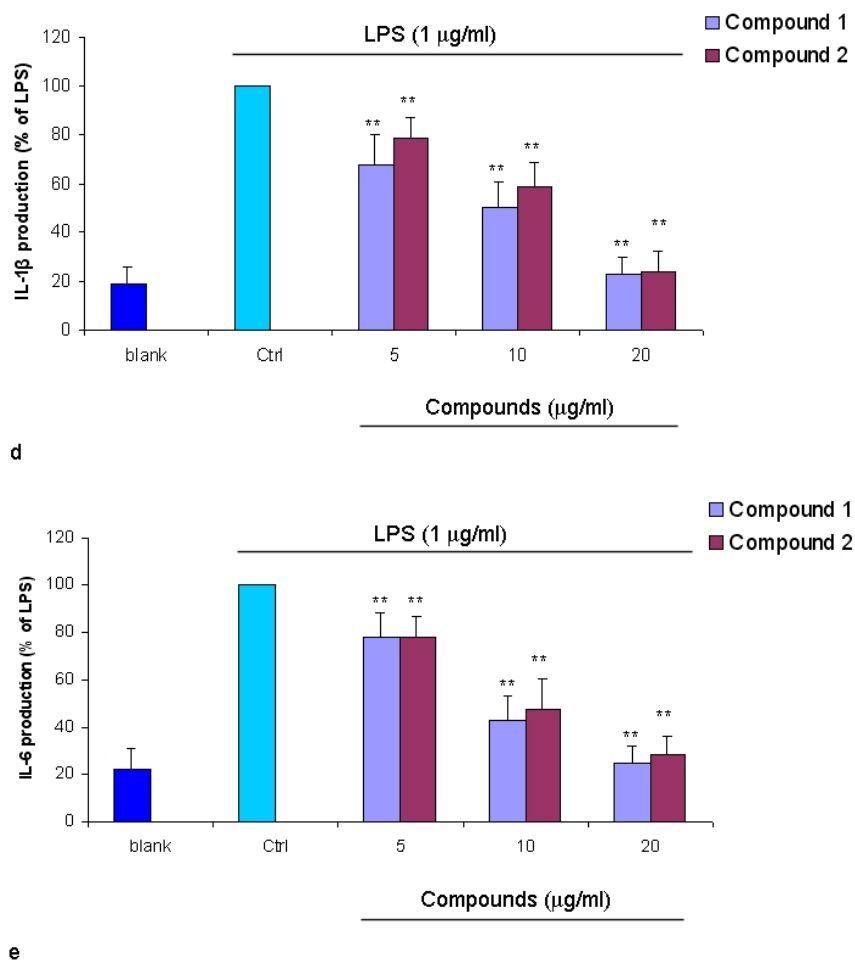 LPS (1 μg/ml)
Compound 1
Compound 2
IL-1β production (% of LPS)
120
100
80
60
40
20
0
** ** ** ** ** **
blank Ctrl 5 10 20
Compounds (μg/ml)
d
LPS (1 μg/ml)
Compound 1
Compound 2
IL-6 production (% of LPS)
120
100
80
60
40
20
0
** ** ** ** ** **
blank Ctrl 5 10 20
Compounds (μg/ml)
e